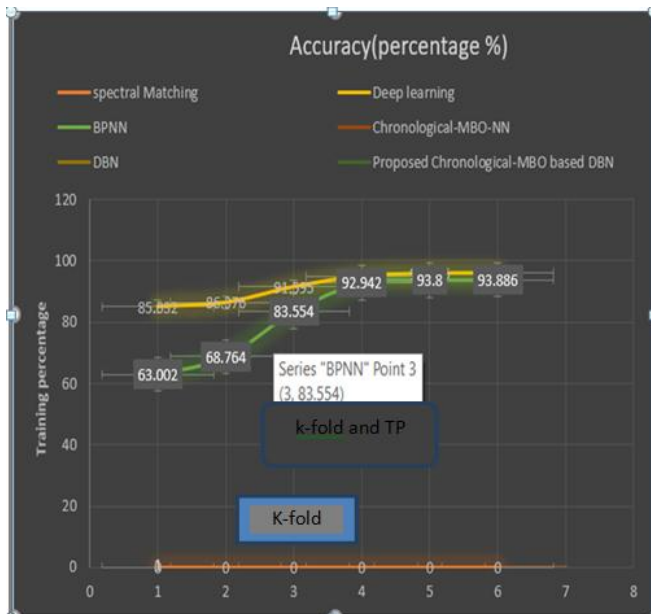 Accuracy(percentage %)
spectral Matching
Deep learning
BPNN
Chronological-MBO-NN
DBN
Proposed Chronological-MBO based DBN
Training percentage
120
100
80
60
40
20
0
91.595
92.942
93.8
93.886
83.554
68.764
63.002
Series "BPNN" Point 3
(3, 83.554)
k-fold and TP
K-fold
0 0 0 0 0
0 1 2 3 4 5 6 7 8